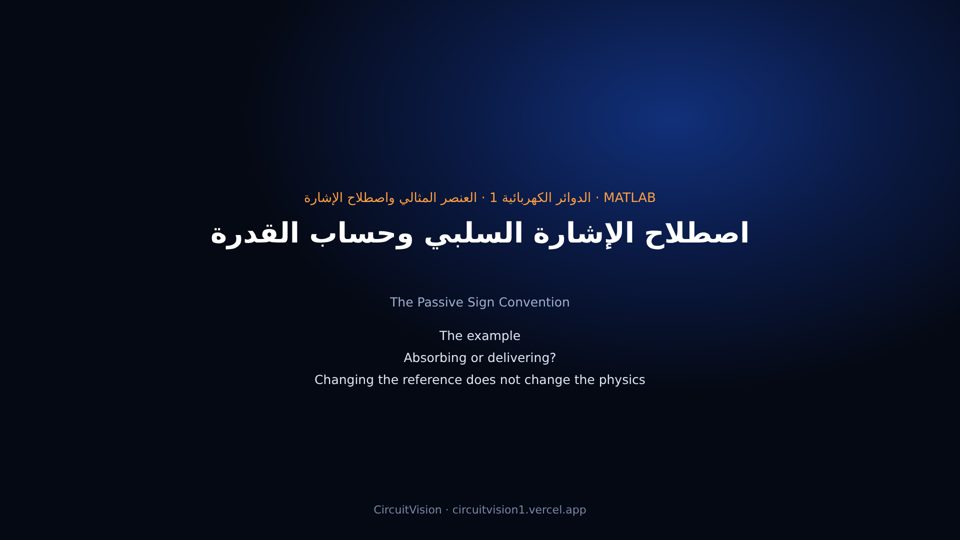 MATLAB · الدوائر الكهربائية 1 · العنصر المثالي واصطلاح الإشارة
اصطلاح الإشارة السلبي وحساب القدرة
The Passive Sign Convention
The example
Absorbing or delivering?
Changing the reference does not change the physics
CircuitVision · circuitvision1.vercel.app